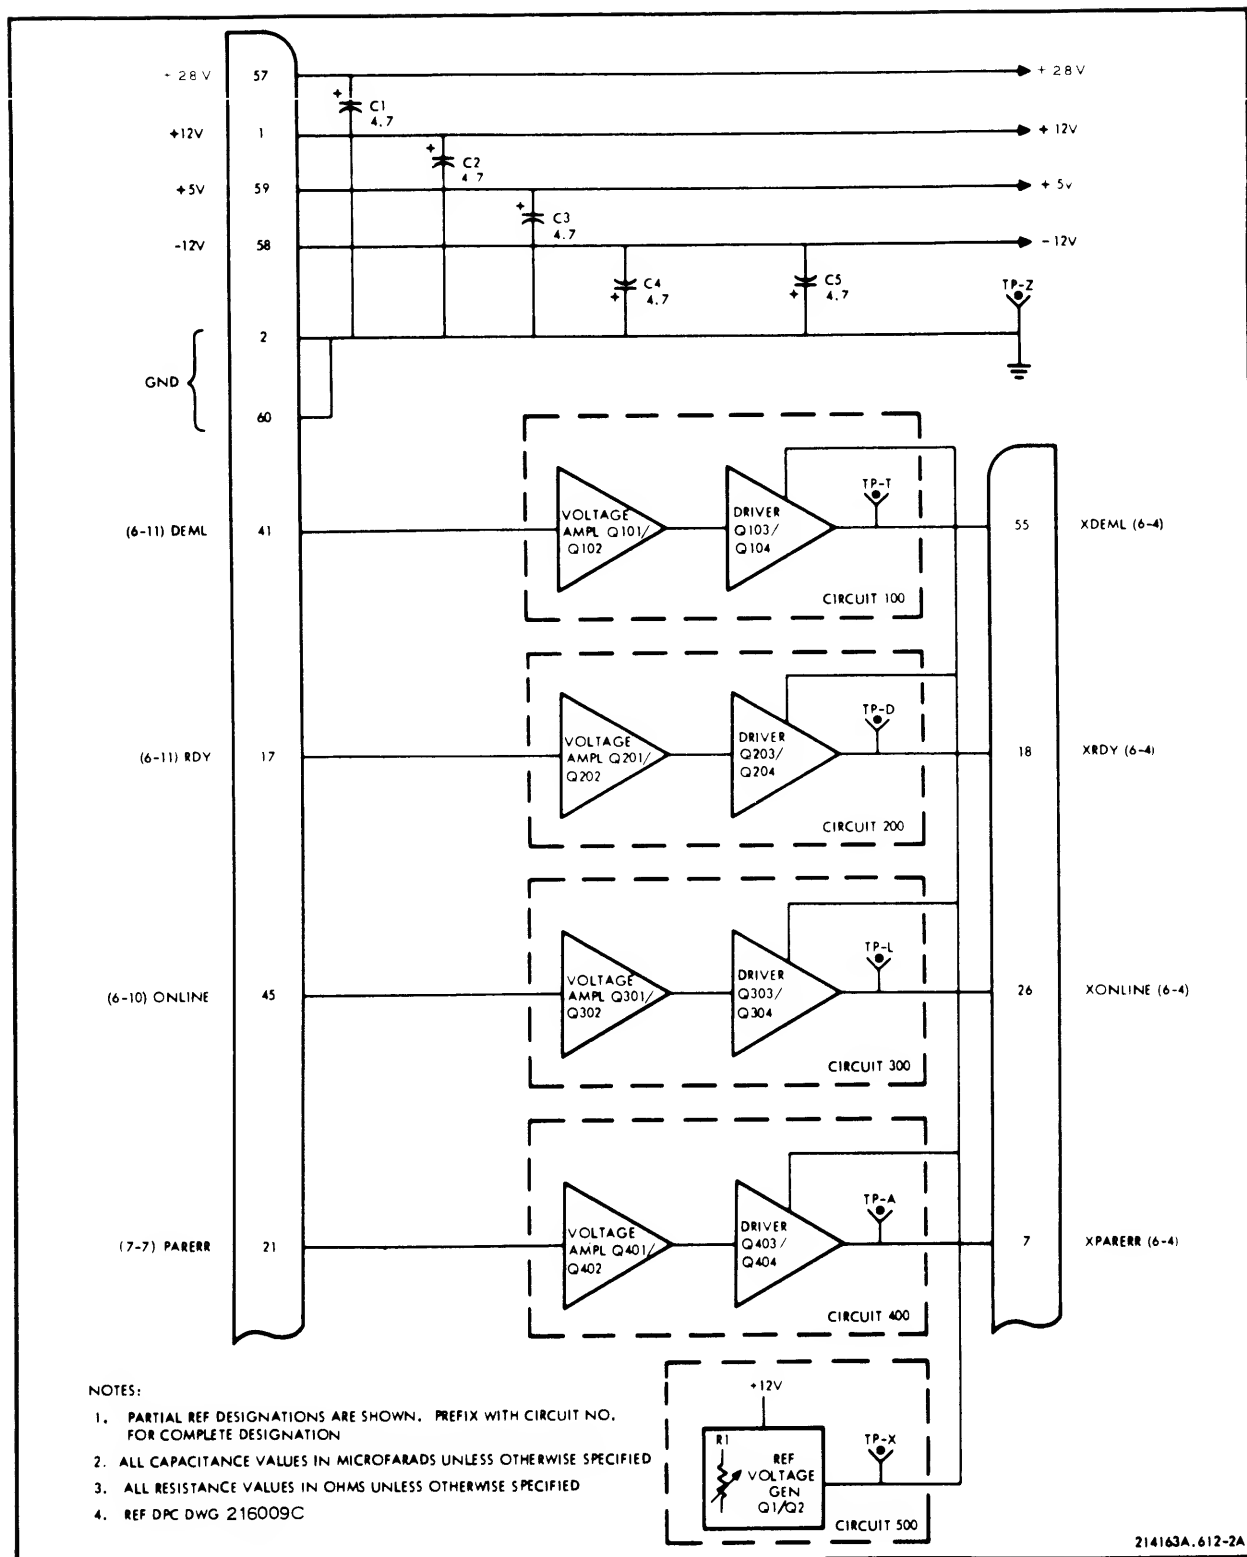 + 28V 57 + 28V
+ C1
4.7
+12V 1 + 12V
+ C2
4.7
+5V 59 + 5v
+ C3
4.7
-12V 58 - 12V
+ C4
4.7
+ C5
4.7
TP-Z
2
GND
60
VOLTAGE
AMPL Q101/
Q102
DRIVER
Q103/
Q104
TP-T
(6-11) DEML 41 55 XDEML (6-4)
CIRCUIT 100
VOLTAGE
AMPL Q201/
Q202
DRIVER
Q203/
Q204
TP-D
(6-11) RDY 17 18 XRDY (6-4)
CIRCUIT 200
VOLTAGE
AMPL Q301/
Q302
DRIVER
Q303/
Q304
TP-L
(6-10) ONLINE 45 26 XONLINE (6-4)
CIRCUIT 300
VOLTAGE
AMPL Q401/
Q402
DRIVER
Q403/
Q404
TP-A
(7-7) PARERR 21 7 XPARERR (6-4)
CIRCUIT 400
+12V
R1
REF
VOLTAGE
GEN
Q1/Q2
TP-X
CIRCUIT 500
NOTES:
1. PARTIAL REF DESIGNATIONS ARE SHOWN. PREFIX WITH CIRCUIT NO.
FOR COMPLETE DESIGNATION
2. ALL CAPACITANCE VALUES IN MICROFARADS UNLESS OTHERWISE SPECIFIED
3. ALL RESISTANCE VALUES IN OHMS UNLESS OTHERWISE SPECIFIED
4. REF DPC DWG 216009C
214163A.612-2A